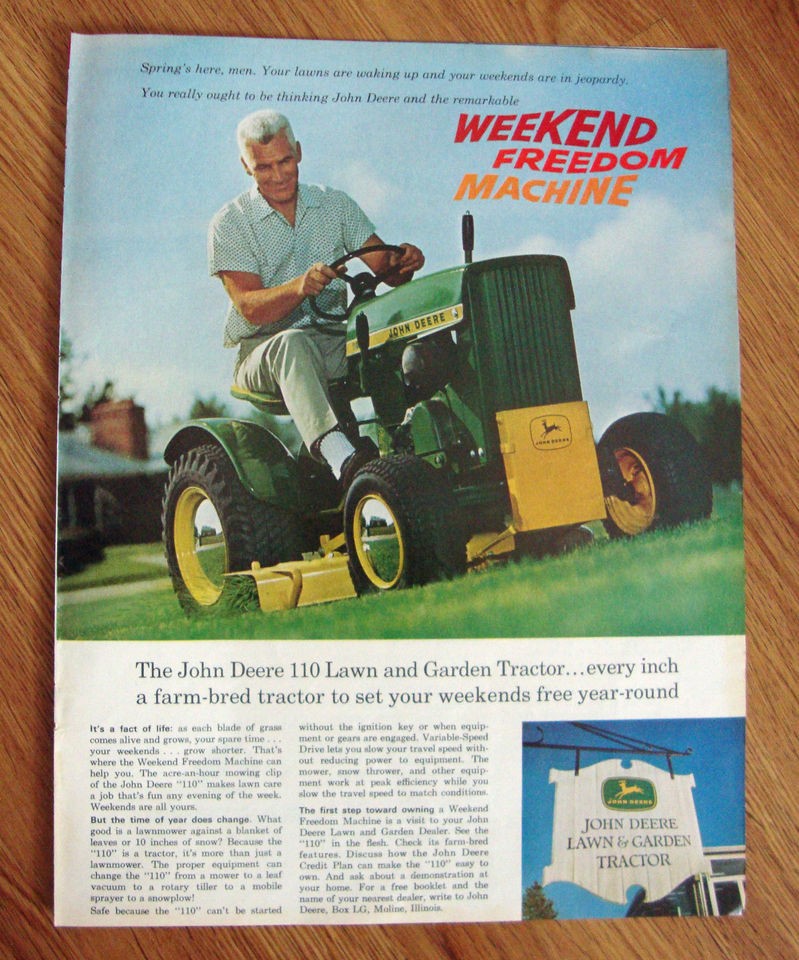 Spring's here, men. Your lawns are waking up and your weekends are in jeopardy.
You really ought to be thinking John Deere and the remarkable
WEEKEND
FREEDOM
MACHINE
JOHN DEERE
JOHN DEERE
The John Deere 110 Lawn and Garden Tractor...every inch
a farm-bred tractor to set your weekends free year-round
It's a fact of life: as each blade of grass
comes alive and grows, your spare time . . .
your weekends . . . grow shorter. That's
where the Weekend Freedom Machine can
help you. The acre-an-hour mowing clip
of the John Deere "110" makes lawn care
a job that's fun any evening of the week.
Weekends are all yours.
But the time of year does change. What
good is a lawnmower against a blanket of
leaves or 10 inches of snow? Because the
"110" is a tractor, it's more than just a
lawnmower. The proper equipment can
change the "110" from a mower to a leaf
vacuum to a rotary tiller to a mobile
sprayer to a snowplow!
Safe because the "110" can't be started
without the ignition key or when equip-
ment or gears are engaged. Variable-Speed
Drive lets you slow your travel speed with-
out reducing power to equipment. The
mower, snow thrower, and other equip-
ment work at peak efficiency while you
slow the travel speed to match conditions.
The first step toward owning a Weekend
Freedom Machine is a visit to your John
Deere Lawn and Garden Dealer. See the
"110" in the flesh. Check its farm-bred
features. Discuss how the John Deere
Credit Plan can make the "110" easy to
own. And ask about a demonstration at
your home. For a free booklet and the
name of your nearest dealer, write to John
Deere, Box LG, Moline, Illinois.
JOHN DEERE
JOHN DEERE
LAWN & GARDEN
TRACTOR